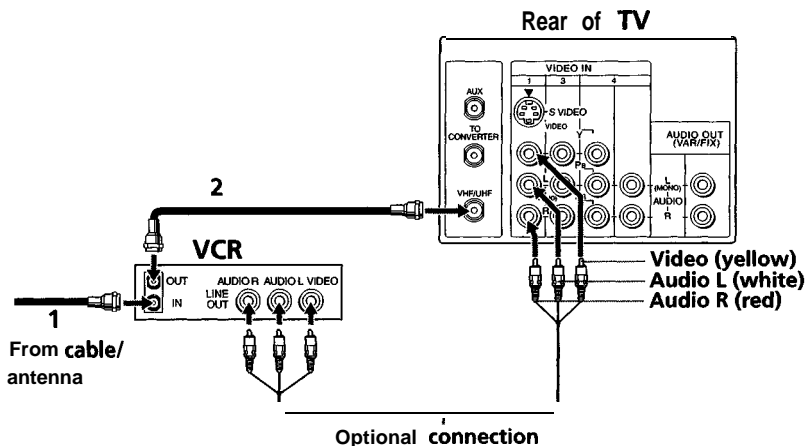 Rear of TV
VIDEO IN
1 3 4
AUX
S VIDEO
VIDEO
TO
CONVERTER
Y
AUDIO OUT
(VAR/FIX)
PB
L
L
(MONO)
AUDIO
VHF/UHF
R
R
2
VCR
OUT
IN
AUDIO R AUDIO L VIDEO
LINE
OUT
Video (yellow)
Audio L (white)
Audio R (red)
1
From cable/
antenna
Optional connection